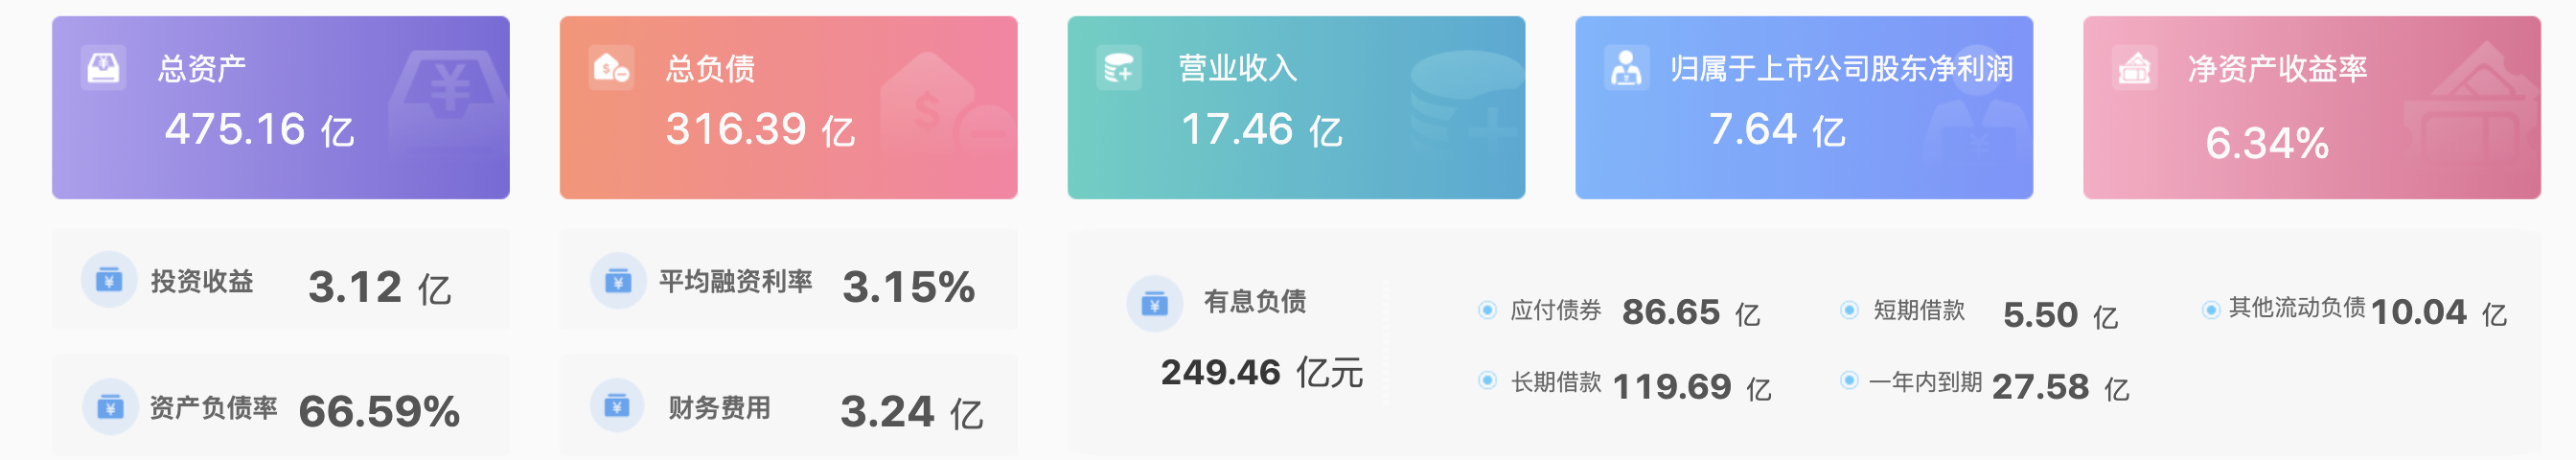 总资产
475.16 亿
总负债
316.39 亿
营业收入
17.46 亿
归属于上市公司股东净利润
7.64 亿
净资产收益率
6.34%
投资收益 3.12 亿
平均融资利率 3.15%
资产负债率 66.59%
财务费用 3.24 亿
有息负债
249.46 亿元
应付债券 86.65 亿
短期借款 5.50 亿
其他流动负债 10.04 亿
长期借款 119.69 亿
一年内到期 27.58 亿